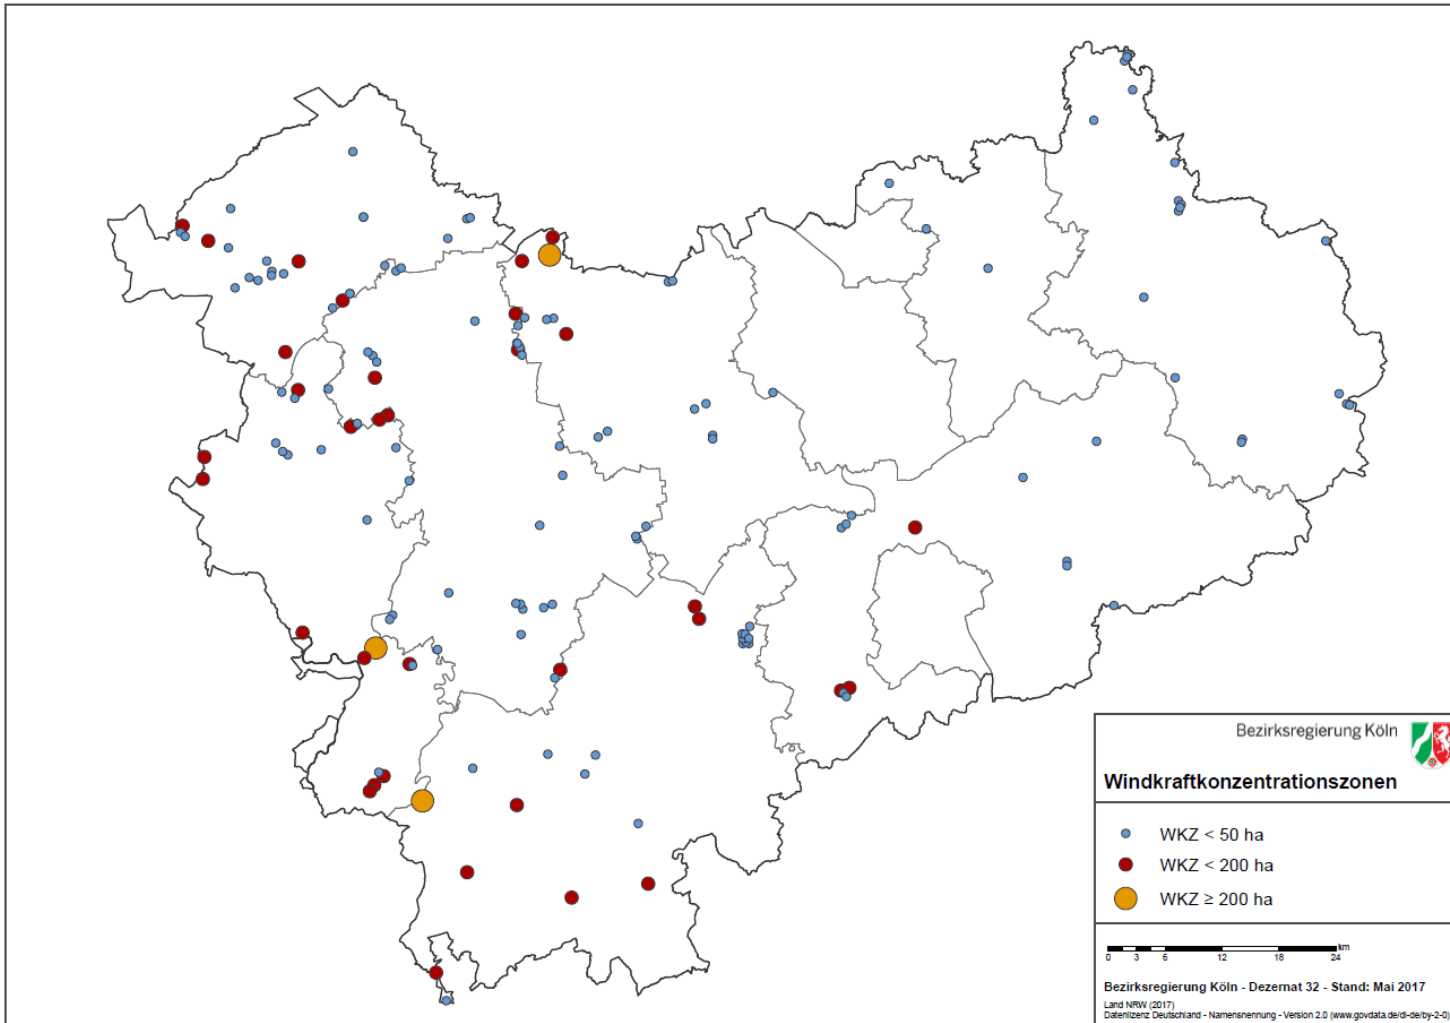 Bezirksregierung Köln
Windkraftkonzentrationszonen
WKZ < 50 ha
WKZ < 200 ha
WKZ ≥ 200 ha
km
0 3 6 12 18 24
Bezirksregierung Köln - Dezernat 32 - Stand: Mai 2017
Land NRW (2017)
Datenlizenz Deutschland - Namensnennung - Version 2.0 (www.govdata.de/dl-de/by-2-0)